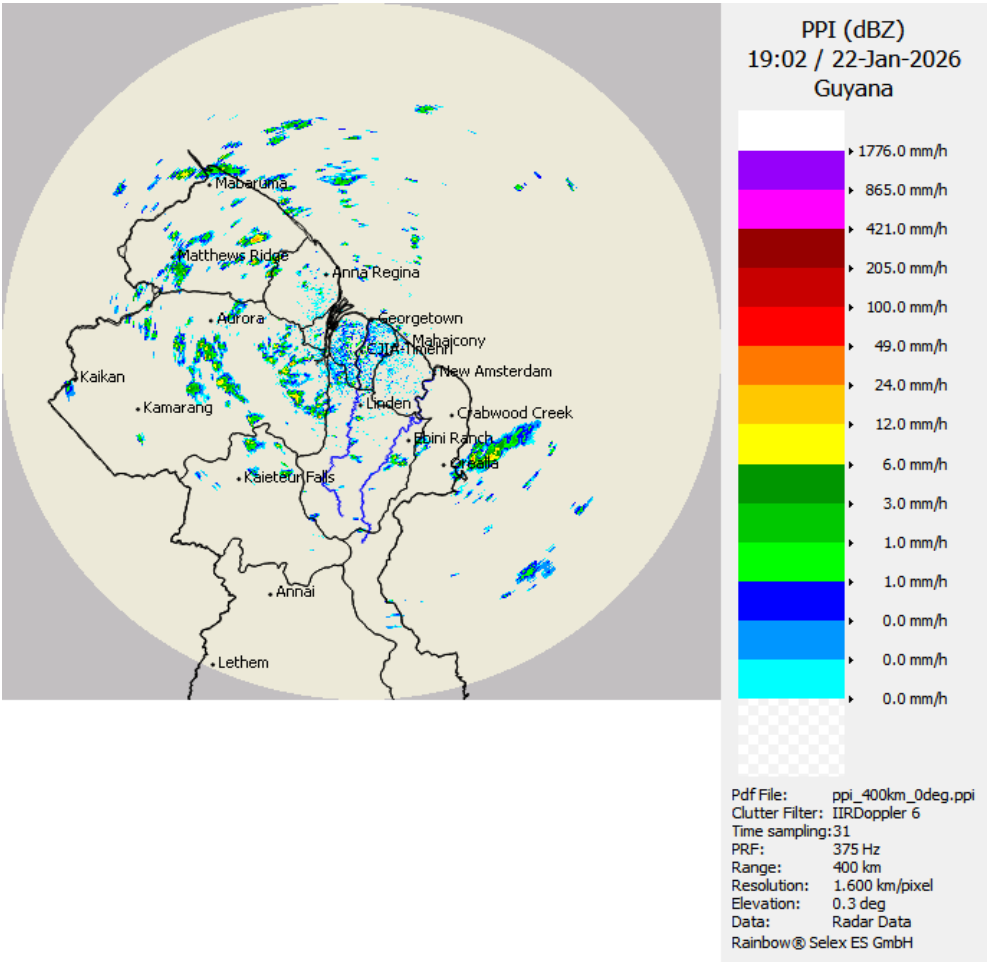 PPI (dBZ)
19:02 / 22-Jan-2026
Guyana
1776.0 mm/h
865.0 mm/h
421.0 mm/h
205.0 mm/h
100.0 mm/h
49.0 mm/h
24.0 mm/h
12.0 mm/h
6.0 mm/h
3.0 mm/h
1.0 mm/h
1.0 mm/h
0.0 mm/h
0.0 mm/h
0.0 mm/h
Mabaruma
Matthews Ridge
Anna Regina
Aurora
Georgetown
Mahaicony
CJIA-Timehri
Kaikan
New Amsterdam
Kamarang
Linden
Crabwood Creek
Ebini Ranch
Orealla
Kaieteur Falls
Annai
Lethem
Pdf File: ppi_400km_0deg.ppi
Clutter Filter: IIRDoppler 6
Time sampling:31
PRF: 375 Hz
Range: 400 km
Resolution: 1.600 km/pixel
Elevation: 0.3 deg
Data: Radar Data
Rainbow® Selex ES GmbH